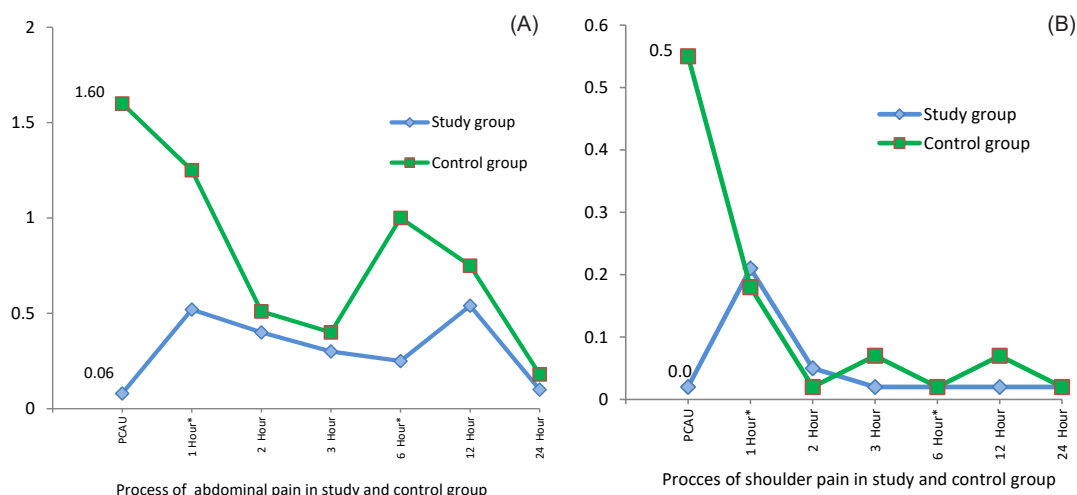 (A)
2
1.5
1
0.5
0
1.60
0.06
Study group
Control group
PCAU
1 Hour*
2 Hour
3 Hour
6 Hour*
12 Hour
24 Hour
Process of abdominal pain in study and control group
(B)
0.6
0.5
0.4
0.3
0.2
0.1
0
0.5
0.0
Study group
Control group
PCAU
1 Hour*
2 Hour
3 Hour
6 Hour*
12 Hour
24 Hour
Procces of shoulder pain in study and control group